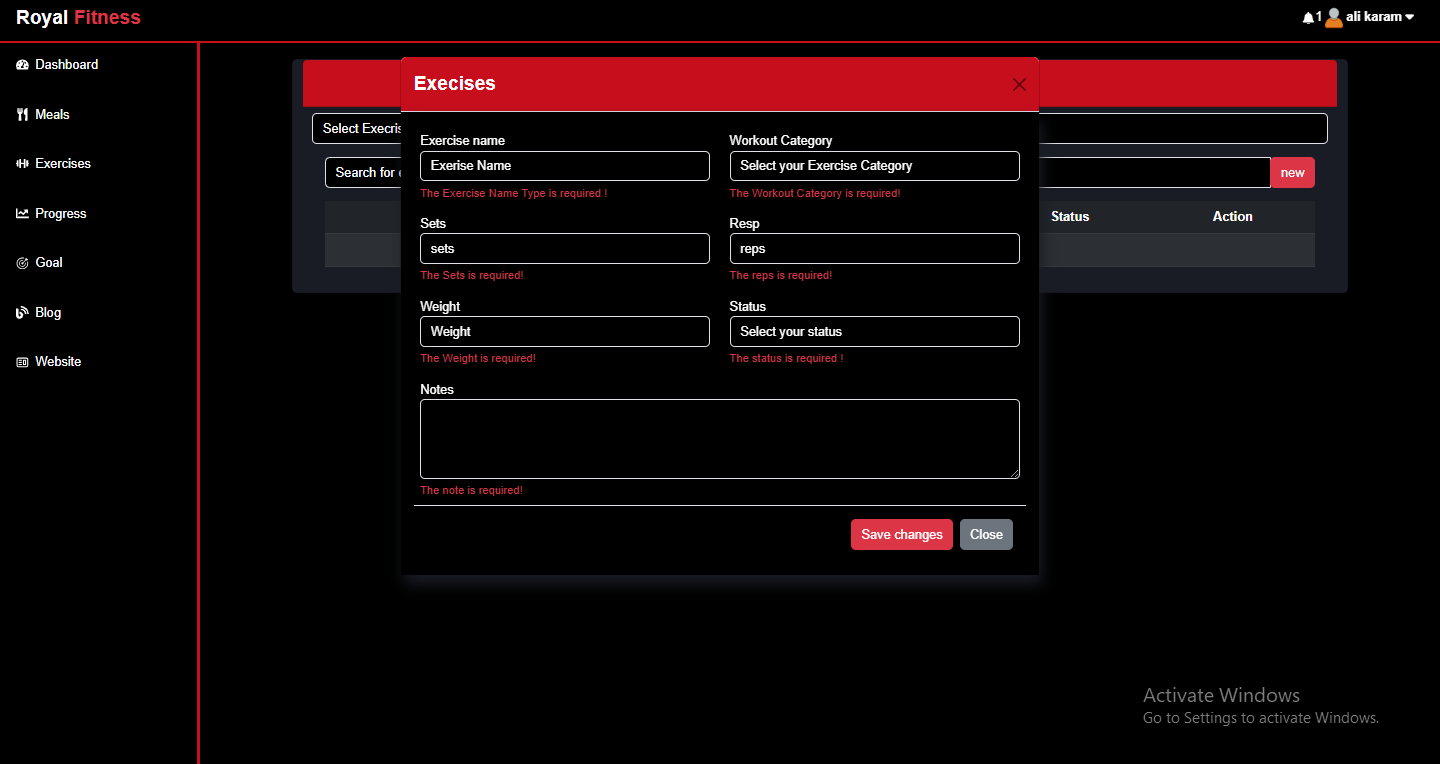 Royal Fitness
1 ali karam
Dashboard
Meals
Exercises
Progress
Goal
Blog
Website
Execises
Select Execris
Search for
new
Status Action
Exercise name Workout Category
Exerise Name Select your Exercise Category
The Exercise Name Type is required ! The Workout Category is required!
Sets Resp
sets reps
The Sets is required! The reps is required!
Weight Status
Weight Select your status
The Weight is required! The status is required !
Notes
The note is required!
Save changes Close
Activate Windows
Go to Settings to activate Windows.